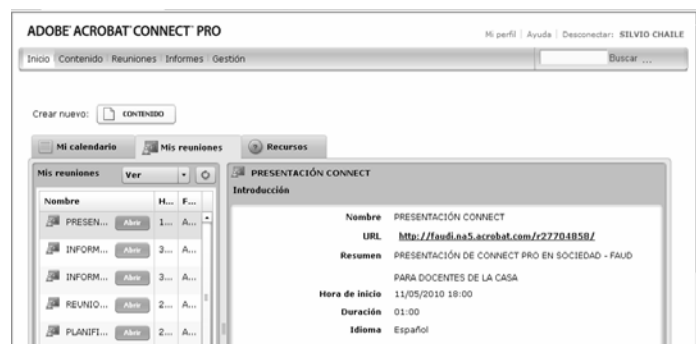 ADOBE® ACROBAT® CONNECT™ PRO
Mi perfil | Ayuda | Desconectar: SILVIO CHAILE
Inicio Contenido Reuniones Informes Gestión
Buscar ...
Crear nuevo: CONTENIDO
Mi calendario Mis reuniones Recursos
Mis reuniones Ver
Nombre H... F...
PRESEN... Abrir 1... A...
INFORM... Abrir 3... A...
INFORM... Abrir 3... A...
REUNIO... Abrir 2... A...
PLANIFI... Abrir 2... A...
PRESENTACIÓN CONNECT
Introducción
Nombre PRESENTACIÓN CONNECT
URL http://faudi.na5.acrobat.com/r27704858/
Resumen PRESENTACIÓN DE CONNECT PRO EN SOCIEDAD - FAUD
PARA DOCENTES DE LA CASA
Hora de inicio 11/05/2010 18:00
Duración 01:00
Idioma Español